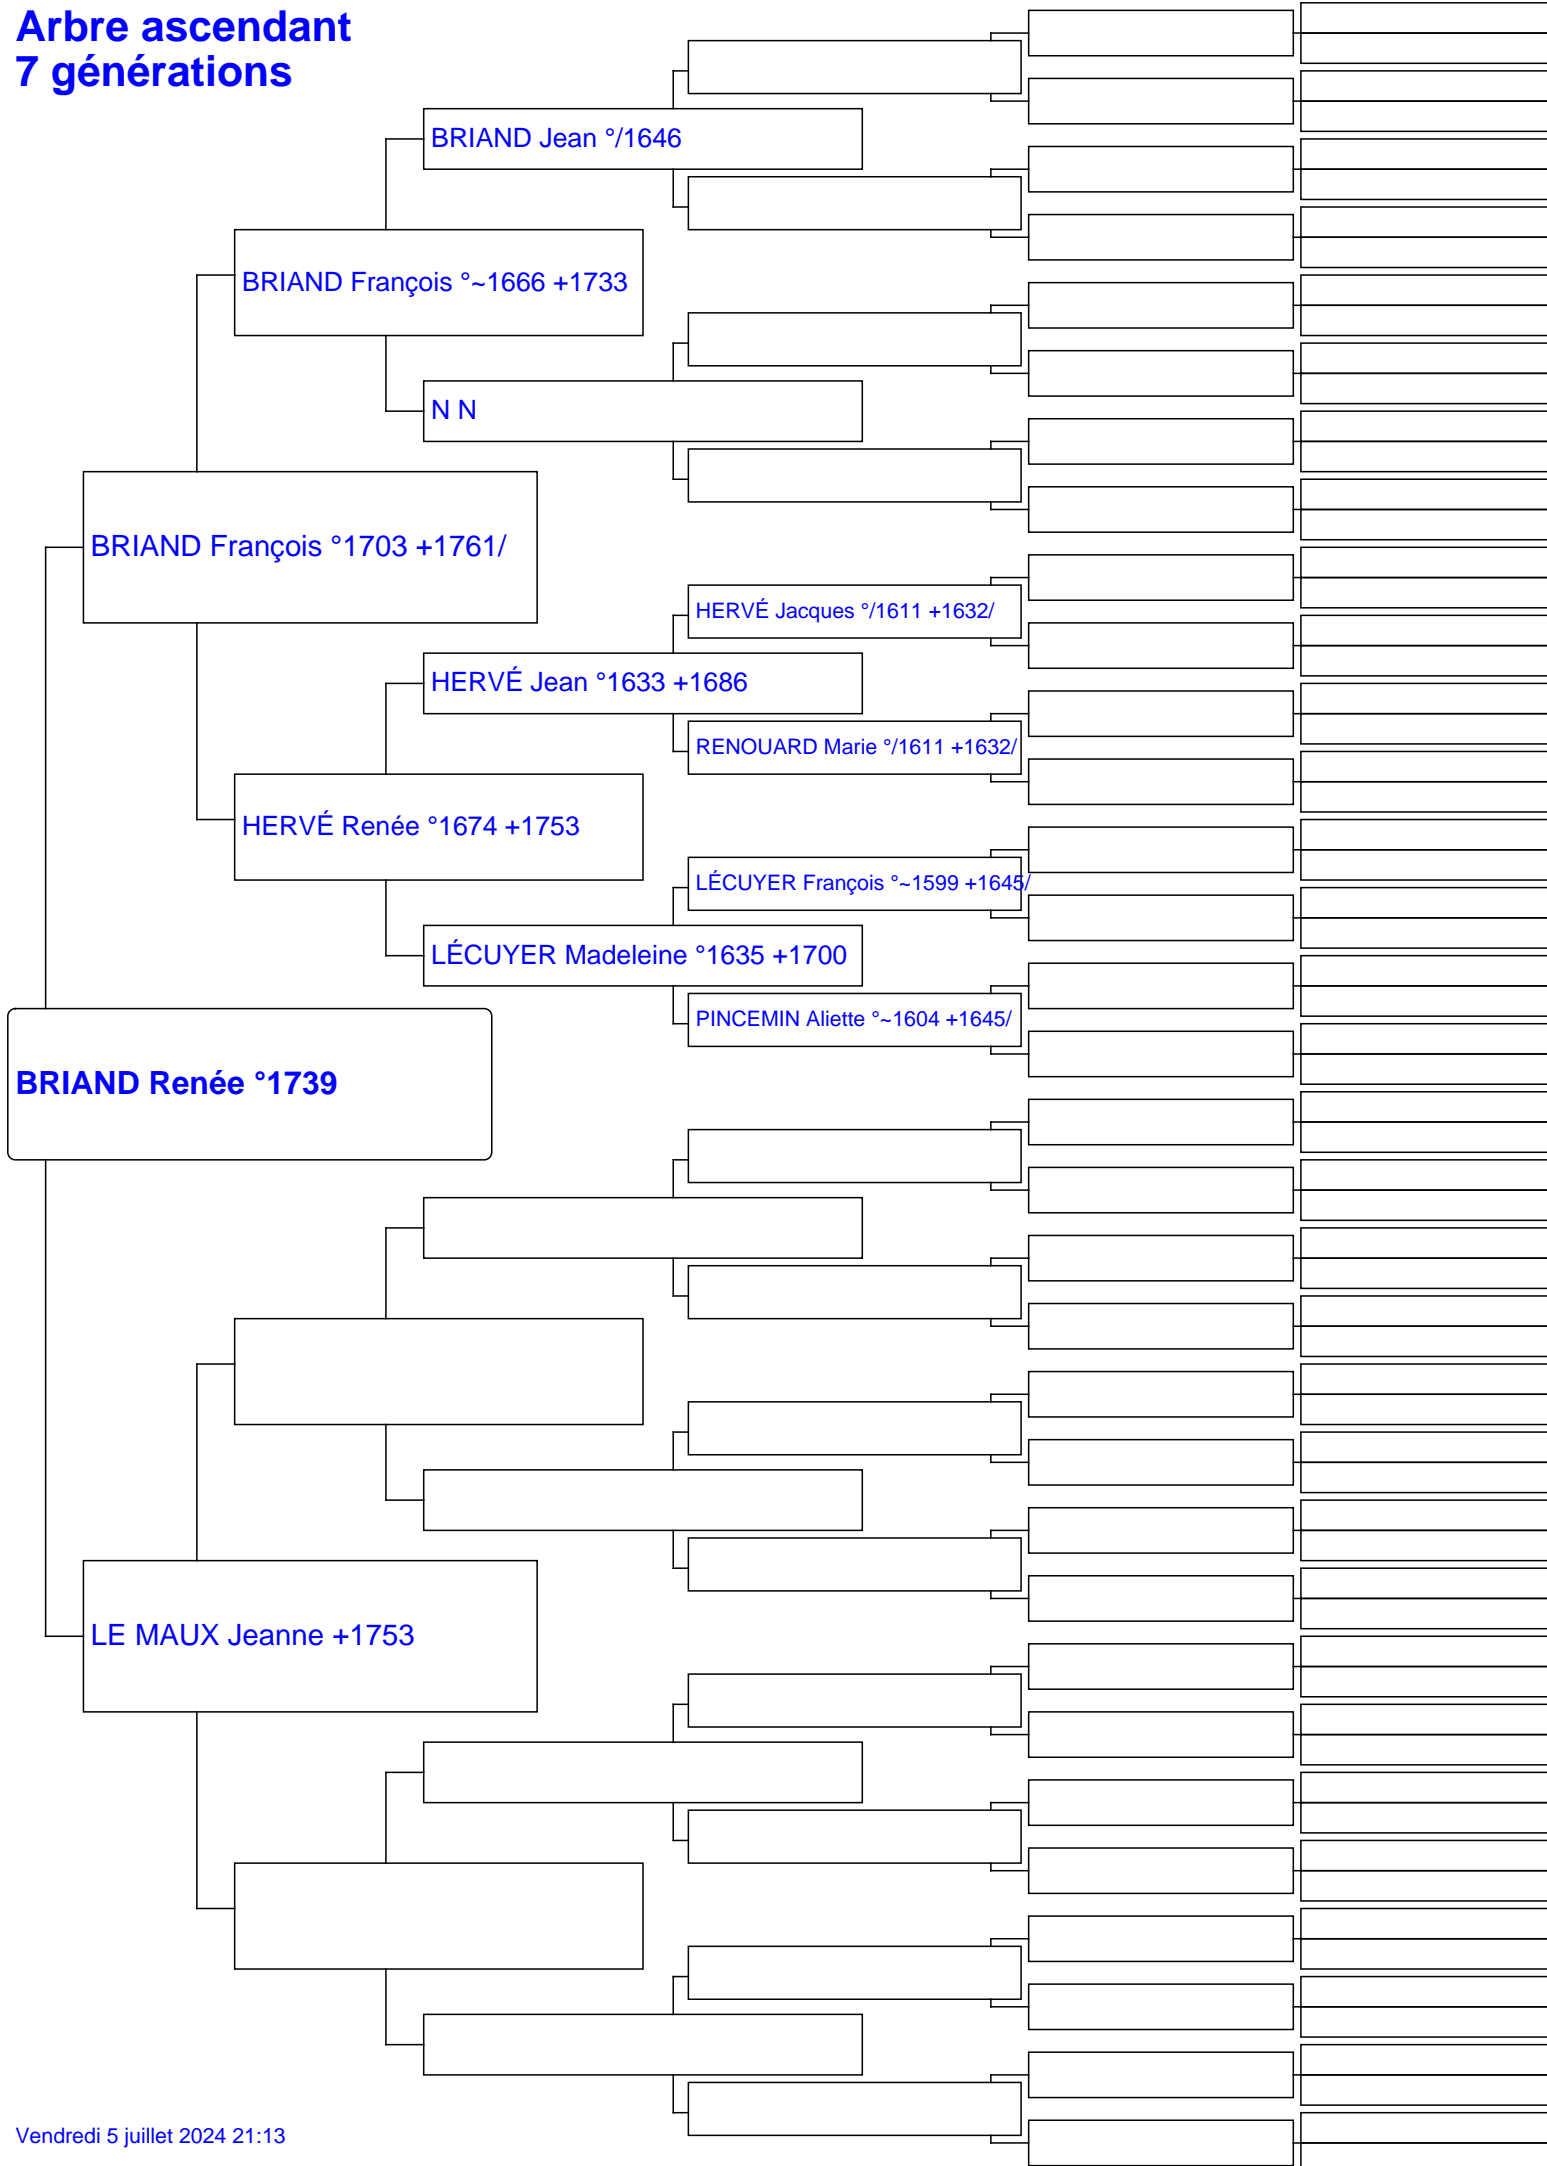 Arbre ascendant
7 générations
BRIAND Jean °/1646
BRIAND François °~1666 +1733
N N
BRIAND François °1703 +1761/
HERVÉ Jacques °/1611 +1632/
HERVÉ Jean °1633 +1686
RENOUARD Marie °/1611 +1632/
HERVÉ Renée °1674 +1753
LÉCUYER François °~1599 +1645/
LÉCUYER Madeleine °1635 +1700
PINCEMIN Aliette °~1604 +1645/
BRIAND Renée °1739
LE MAUX Jeanne +1753
Vendredi 5 juillet 2024 21:13